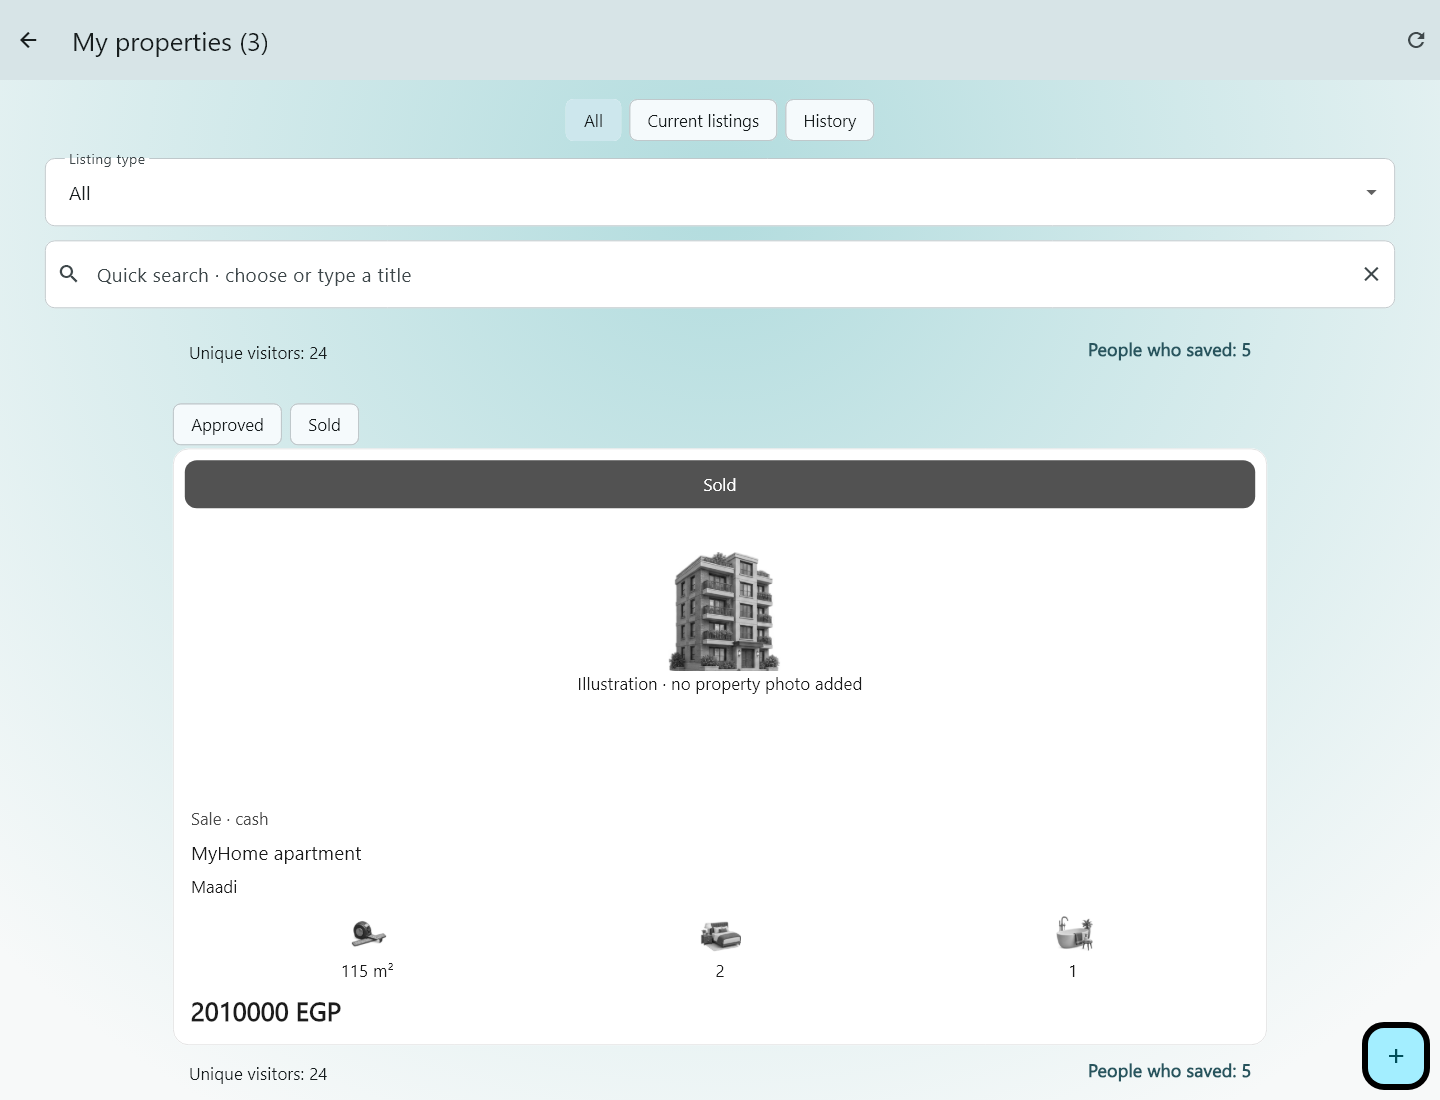 My properties (3)
All
Current listings
History
Listing type
All
Quick search · choose or type a title
Unique visitors: 24
People who saved: 5
Approved
Sold
Sold
Illustration · no property photo added
Sale · cash
MyHome apartment
Maadi
115 m²
2
1
2010000 EGP
Unique visitors: 24
People who saved: 5